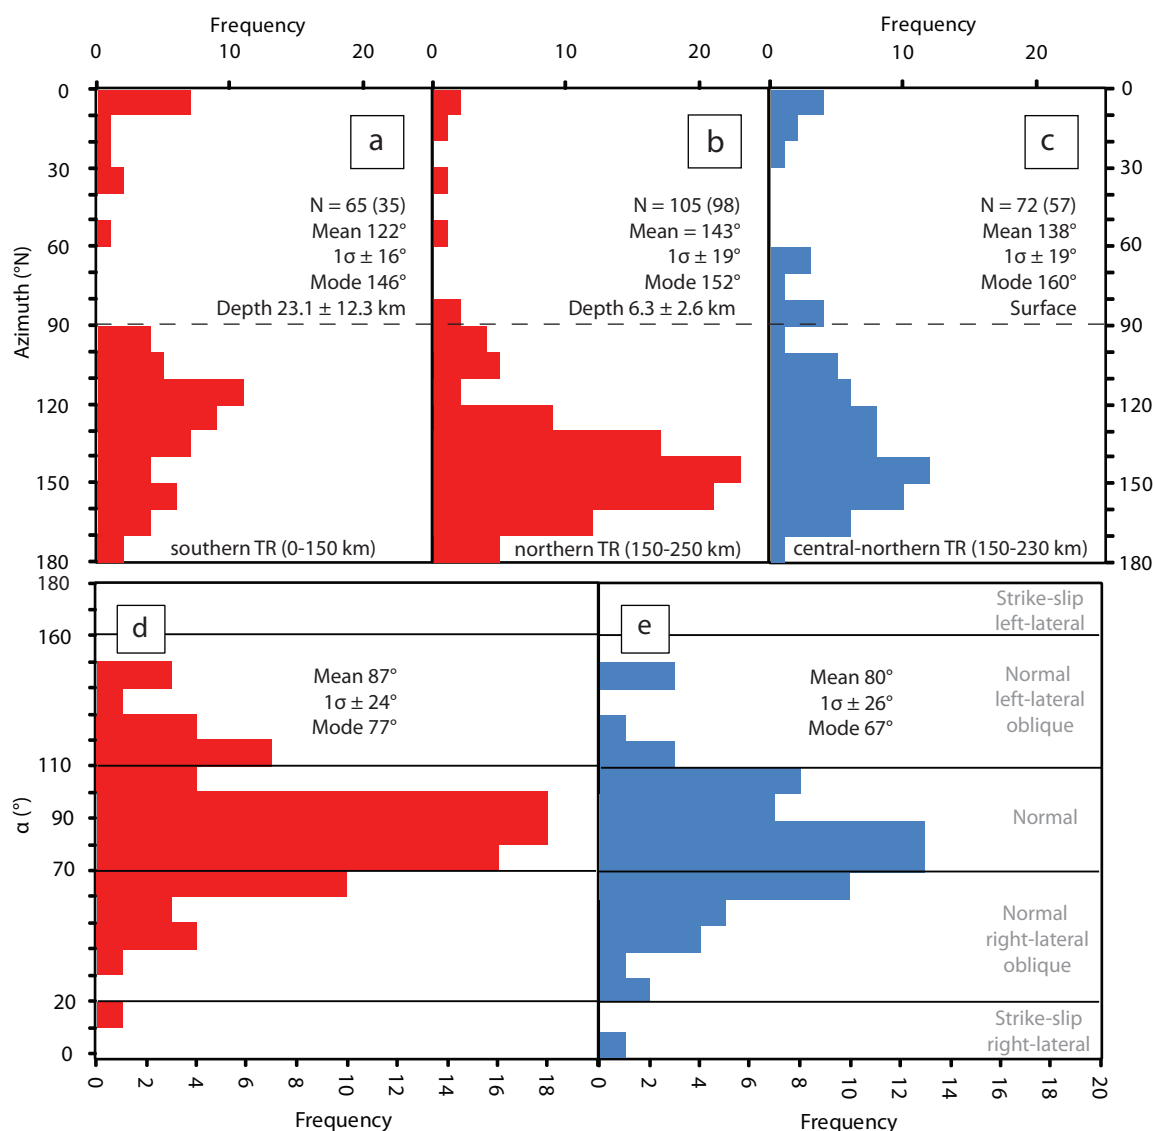 Frequency
Frequency
0 10 20 0 10 20 0 10 20
0 0
a b c
30 30
N = 65 (35) N = 105 (98) N = 72 (57)
Mean 122° Mean = 143° Mean 138°
60 60
1σ ± 16° 1σ ± 19° 1σ ± 19°
Mode 146° Mode 152° Mode 160°
Depth 23.1 ± 12.3 km Depth 6.3 ± 2.6 km Surface
Azimuth (°N)
90 90
120 120
150 150
southern TR (0-150 km) northern TR (150-250 km) central-northern TR (150-230 km)
180 180
180
Strike-slip
left-lateral
d e
160
Mean 87° Mean 80° Normal
1σ ± 24° 1σ ± 26° left-lateral
Mode 77° Mode 67° oblique
110
α (°)
90 Normal
70
Normal
right-lateral
oblique
20
Strike-slip
right-lateral
0
0 2 4 6 8 10 12 14 16 18 0 2 4 6 8 10 12 14 16 18 20
Frequency Frequency